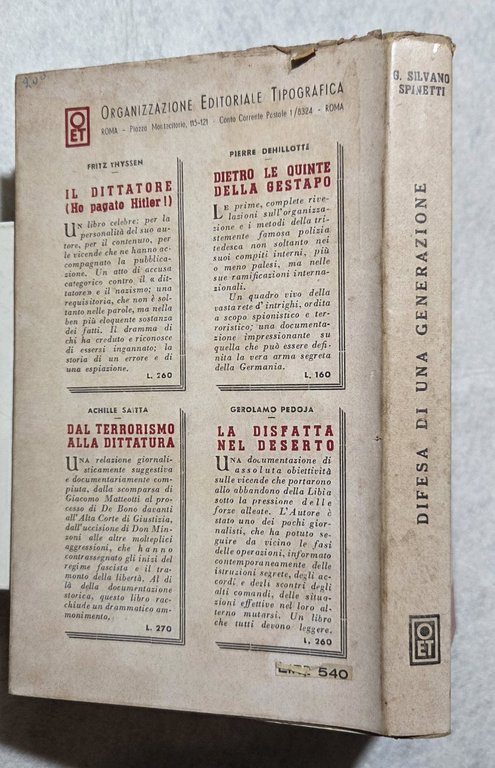 200
OET
ORGANIZZAZIONE EDITORIALE TIPOGRAFICA
ROMA - Piazza Montecitorio, 115-121 - Conto Corrente Postale 1/8324 - ROMA
FRITZ THYSSEN
IL DITTATORE
(Ho pagato Hitler!)
UN libro celebre: per la
personalità del suo au-
tore, per il contenuto, per
le vicende che ne hanno ac-
compagnato la pubblica-
zione. Un atto di accusa
categorico contro il « dit-
tatore » e il nazismo; una
requisitoria, che non è sol-
tanto nelle parole, ma nella
ben più eloquente sostanza
dei fatti. Il dramma di
chi ha creduto e riconosce
di essersi ingannato; la
storia di un errore e di
una espiazione.
L. 260
PIERRE DEHILLOTTE
DIETRO LE QUINTE
DELLA GESTAPO
LE prime, complete rive-
lazioni sull'organizza-
zione e i metodi della tri-
stemente famosa polizia
tedesca non soltanto nei
suoi compiti interni, più
o meno palesi, ma nelle
sue ramificazioni interna-
zionali.
Un quadro vivo della
vasta rete d'intrighi, ordita
a scopo spionistico e ter-
roristico; una documenta-
zione impressionante su
quella che può essere defi-
nita la vera arma segreta
della Germania.
L. 160
ACHILLE SAITTA
DAL TERRORISMO
ALLA DITTATURA
UNA relazione giornali-
sticamente suggestiva
e documentariamente com-
piuta, dalla scomparsa di
Giacomo Matteotti al pro-
cesso di De Bono davanti
all'Alta Corte di Giustizia,
dall'uccisione di Don Min-
zoni alle altre molteplici
aggressioni, che hanno
contrassegnato gli inizi del
regime fascista e il tra-
monto della libertà. Al di
là della documentazione
storica, questo libro rac-
chiude un drammatico am-
monimento.
L. 270
GEROLAMO PEDOJA
LA DISFATTA
NEL DESERTO
UNA documentazione di
assoluta obiettività
sulle vicende che portarono
allo abbandono della Libia
sotto la pressione delle
forze alleate. L'Autore è
stato uno dei pochi gior-
nalisti, che ha potuto se-
guire da vicino le fasi
delle operazioni, informato
contemporaneamente delle
istruzioni segrete, degli ac-
cordi e degli scontri degli
alti comandi, delle situa-
zioni effettive nel loro al-
terno mutarsi. Un libro
che tutti devono leggere.
L. 260
LIRE 540
G. SILVANO
SPINETTI
DIFESA DI UNA GENERAZIONE
OET